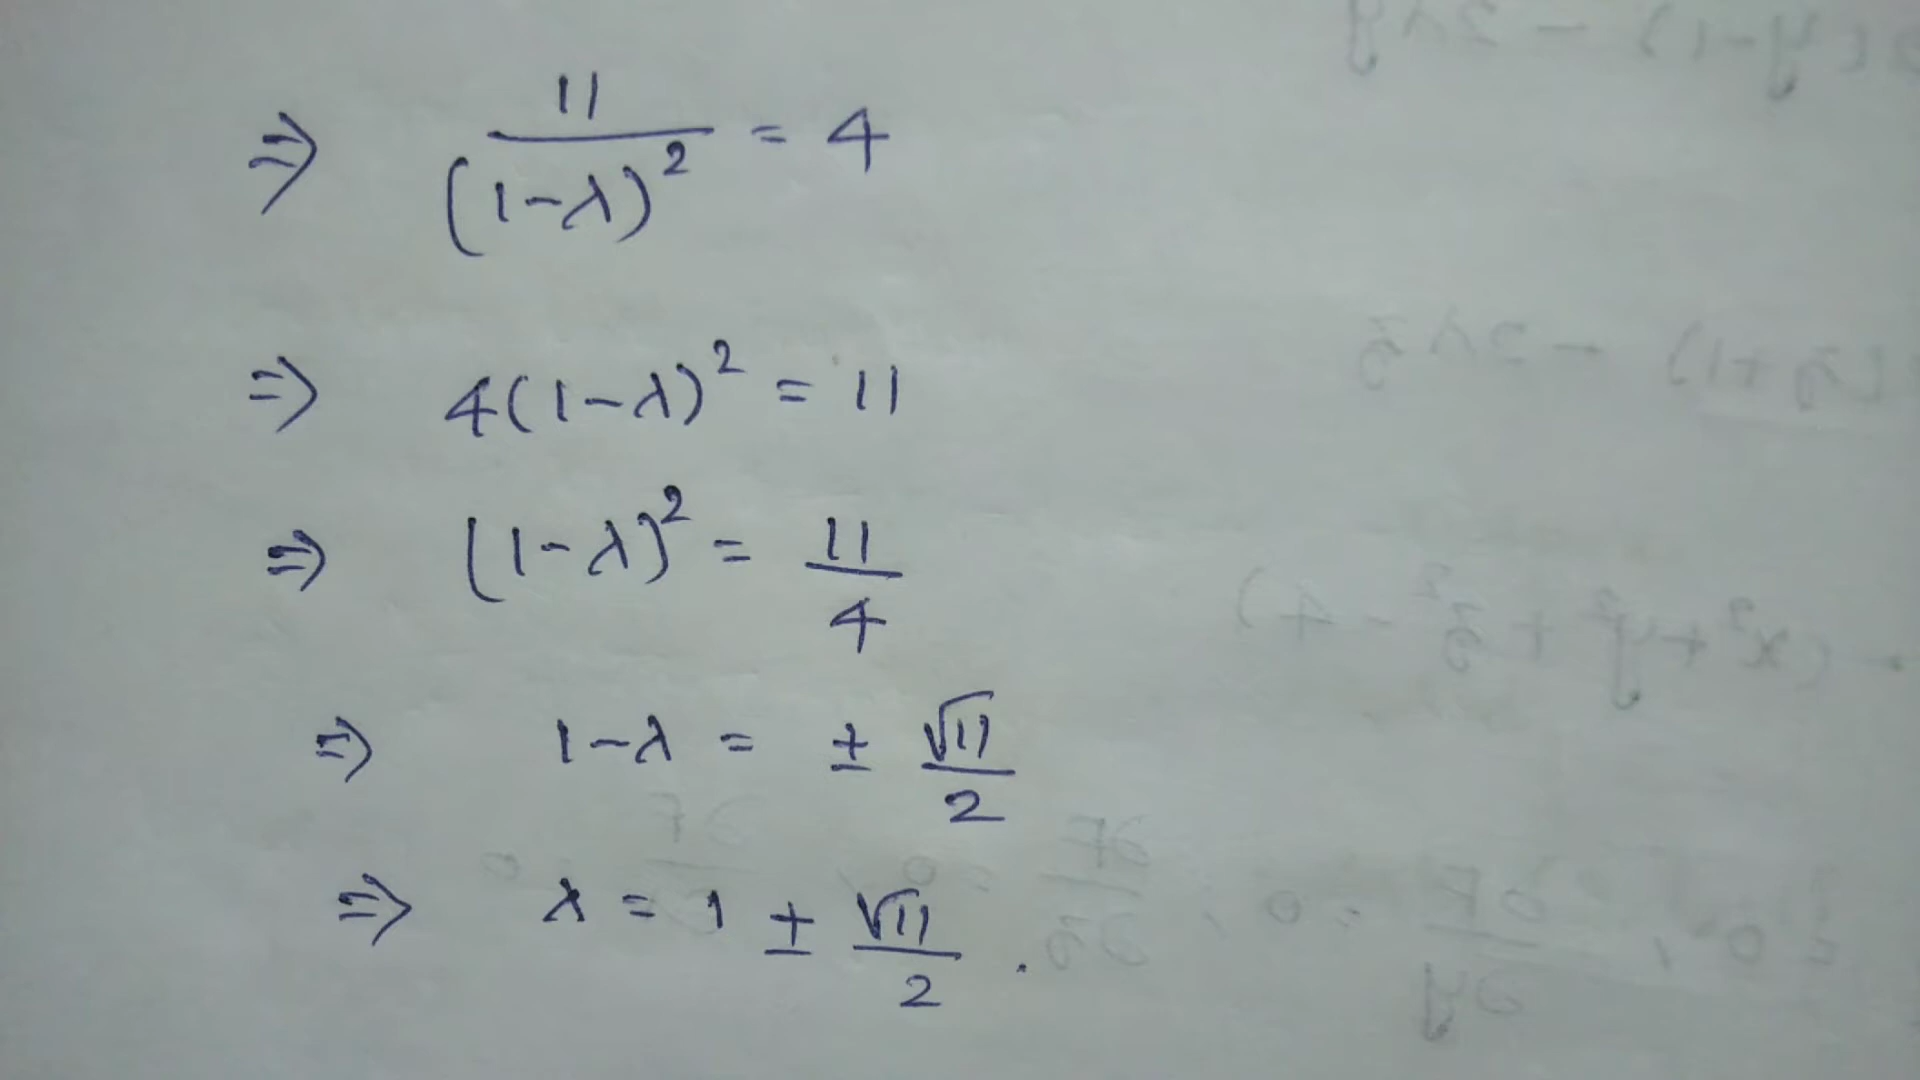 ⇒ 11/(1-λ)² = 4
⇒ 4(1-λ)² = 11
⇒ (1-λ)² = 11/4
⇒ 1-λ = ± √11/2
⇒ λ = 1 ± √11/2 .